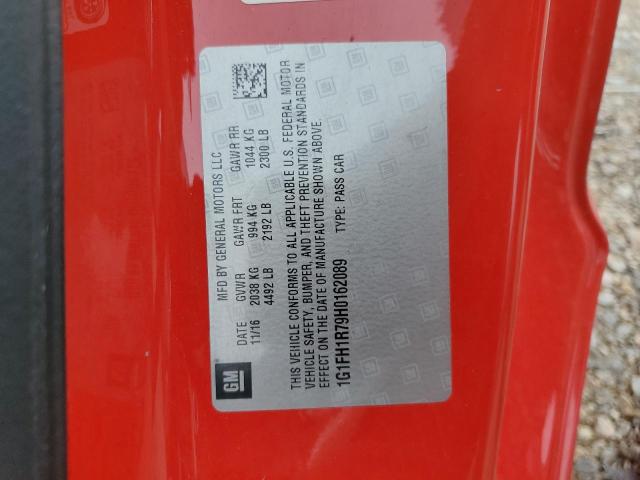 MFD BY GENERAL MOTORS LLC
DATE GVWR GAWR FRT GAWR RR
11/16 2038 KG 994 KG 1044 KG
4492 LB 2192 LB 2300 LB
THIS VEHICLE CONFORMS TO ALL APPLICABLE U.S. FEDERAL MOTOR
VEHICLE SAFETY, BUMPER, AND THEFT PREVENTION STANDARDS IN
EFFECT ON THE DATE OF MANUFACTURE SHOWN ABOVE.
1G1FH1R79H0162089 TYPE: PASS CAR
GM